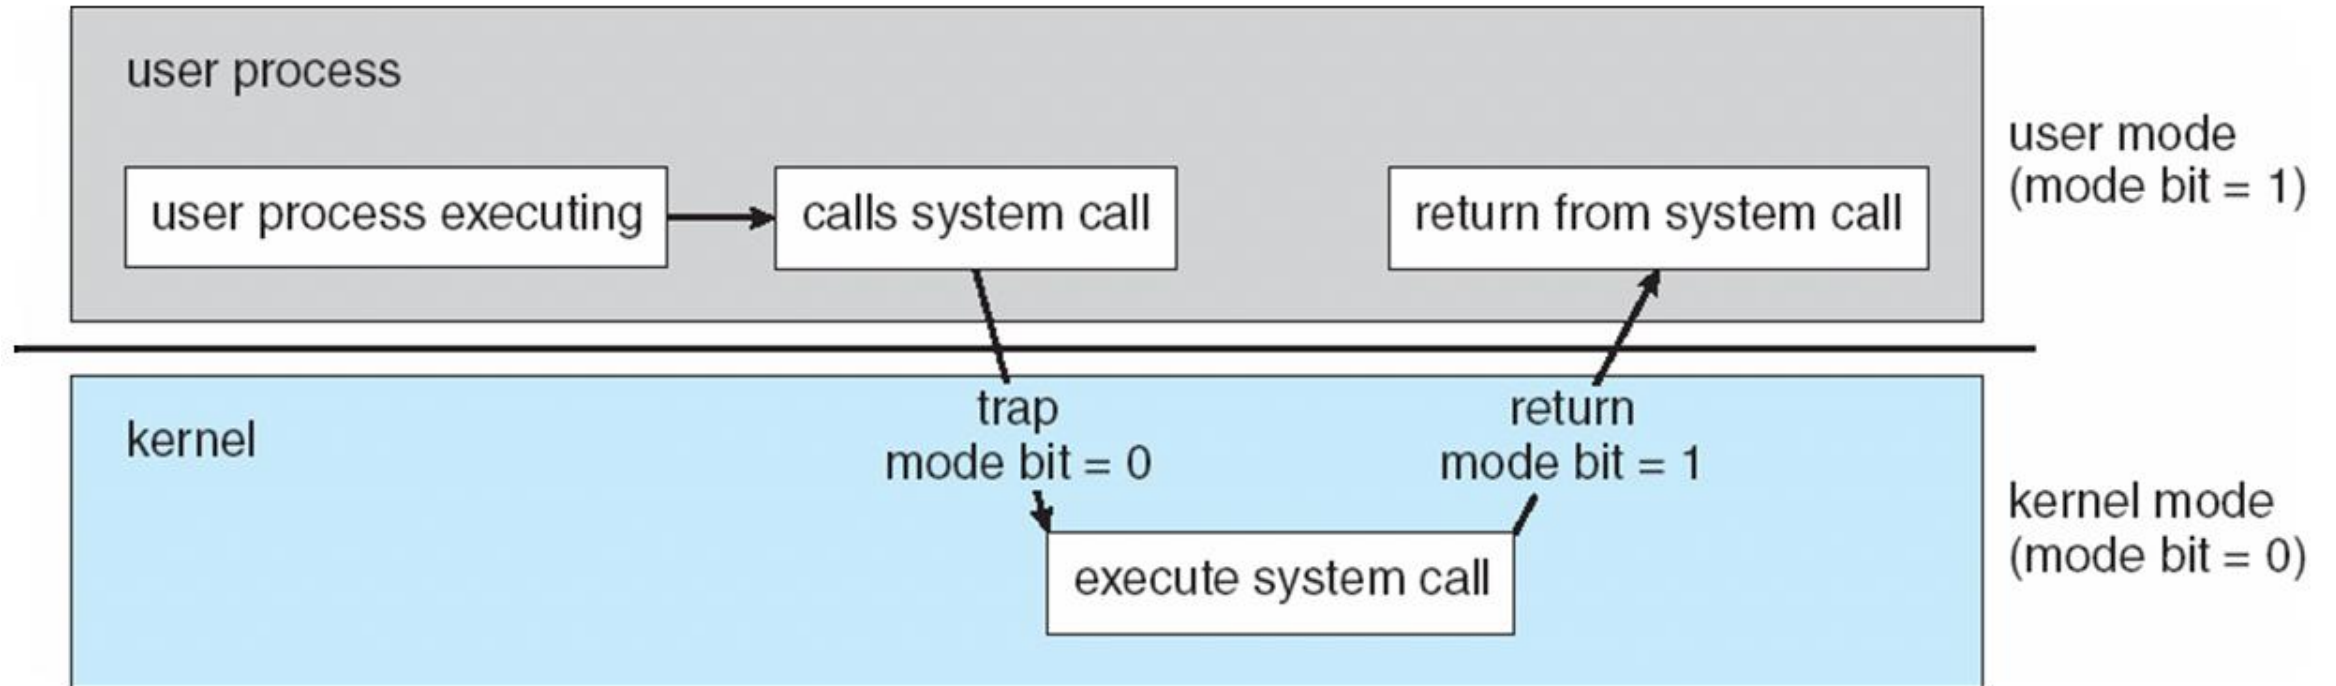 user process
user process executing
calls system call
return from system call
user mode
(mode bit = 1)
kernel
trap
mode bit = 0
return
mode bit = 1
execute system call
kernel mode
(mode bit = 0)